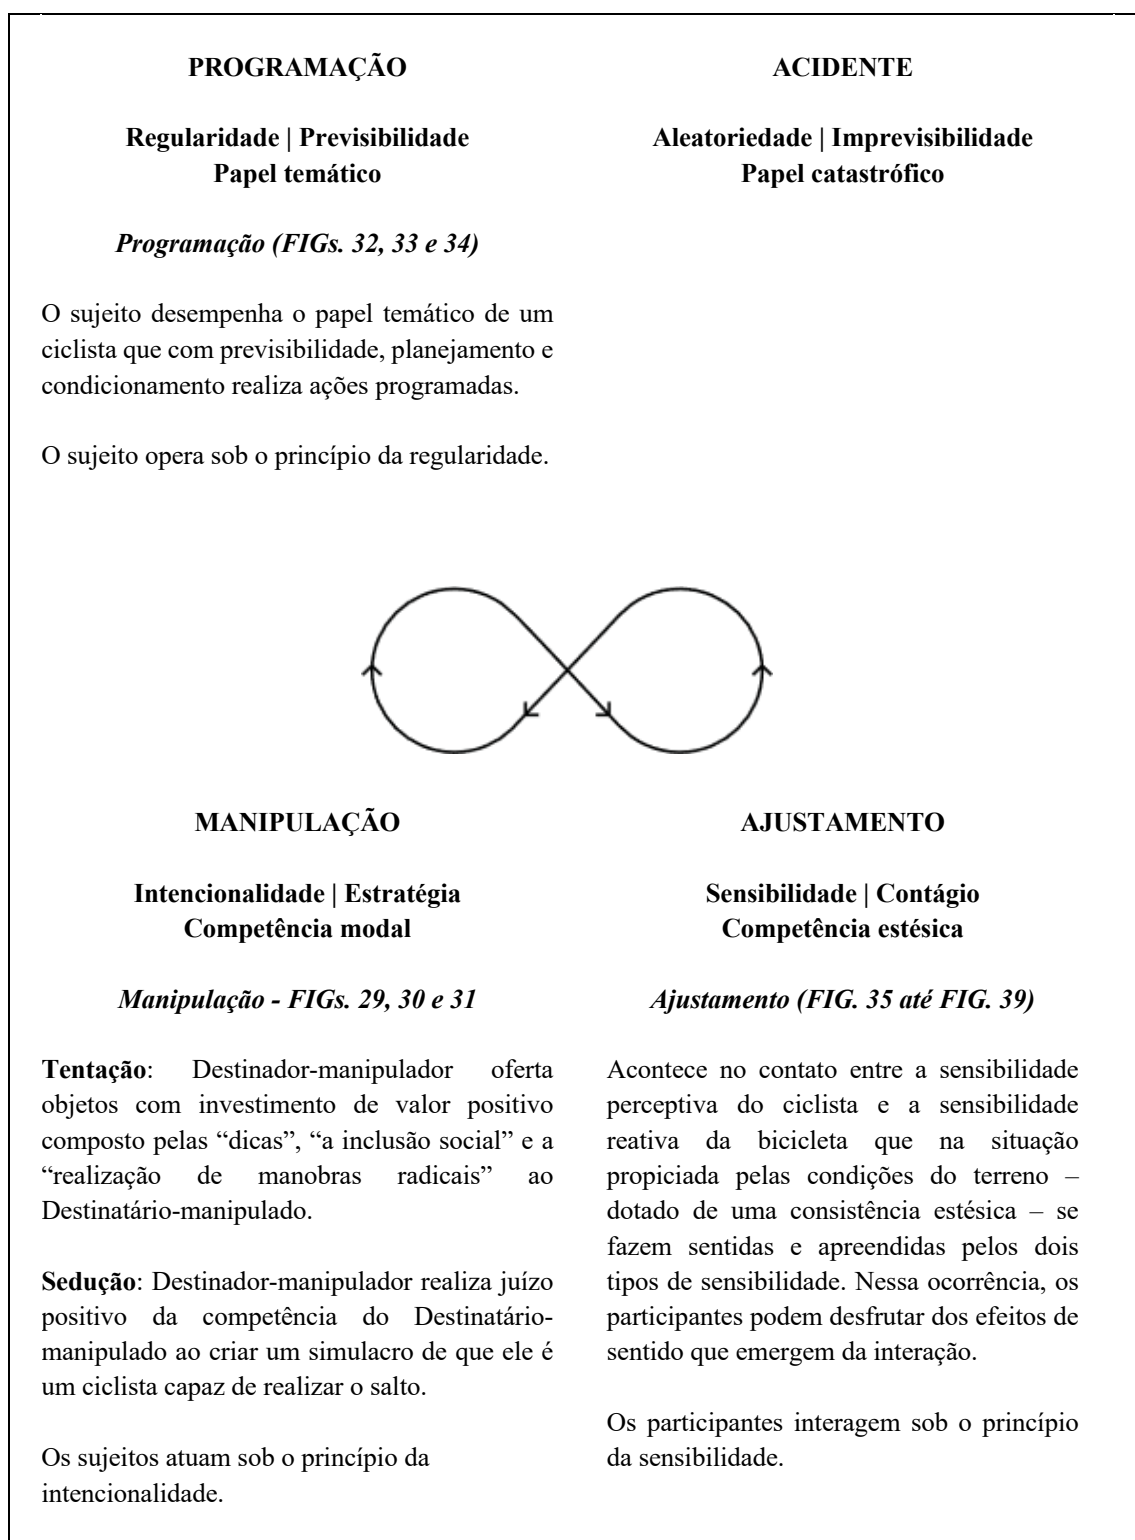 PROGRAMAÇÃO
Regularidade | Previsibilidade
Papel temático
Programação (FIGs. 32, 33 e 34)
O sujeito desempenha o papel temático de um
ciclista que com previsibilidade, planejamento e
condicionamento realiza ações programadas.
O sujeito opera sob o princípio da regularidade.
ACIDENTE
Aleatoriedade | Imprevisibilidade
Papel catastrófico
MANIPULAÇÃO
Intencionalidade | Estratégia
Competência modal
Manipulação - FIGs. 29, 30 e 31
Tentação: Destinador-manipulador oferta
objetos com investimento de valor positivo
composto pelas “dicas”, “a inclusão social” e a
“realização de manobras radicais” ao
Destinatário-manipulado.
Sedução: Destinador-manipulador realiza juízo
positivo da competência do Destinatário-
manipulado ao criar um simulacro de que ele é
um ciclista capaz de realizar o salto.
Os sujeitos atuam sob o princípio da
intencionalidade.
AJUSTAMENTO
Sensibilidade | Contágio
Competência estésica
Ajustamento (FIG. 35 até FIG. 39)
Acontece no contato entre a sensibilidade
perceptiva do ciclista e a sensibilidade
reativa da bicicleta que na situação
propiciada pelas condições do terreno –
dotado de uma consistência estésica – se
fazem sentidas e apreendidas pelos dois
tipos de sensibilidade. Nessa ocorrência, os
participantes podem desfrutar dos efeitos de
sentido que emergem da interação.
Os participantes interagem sob o princípio
da sensibilidade.